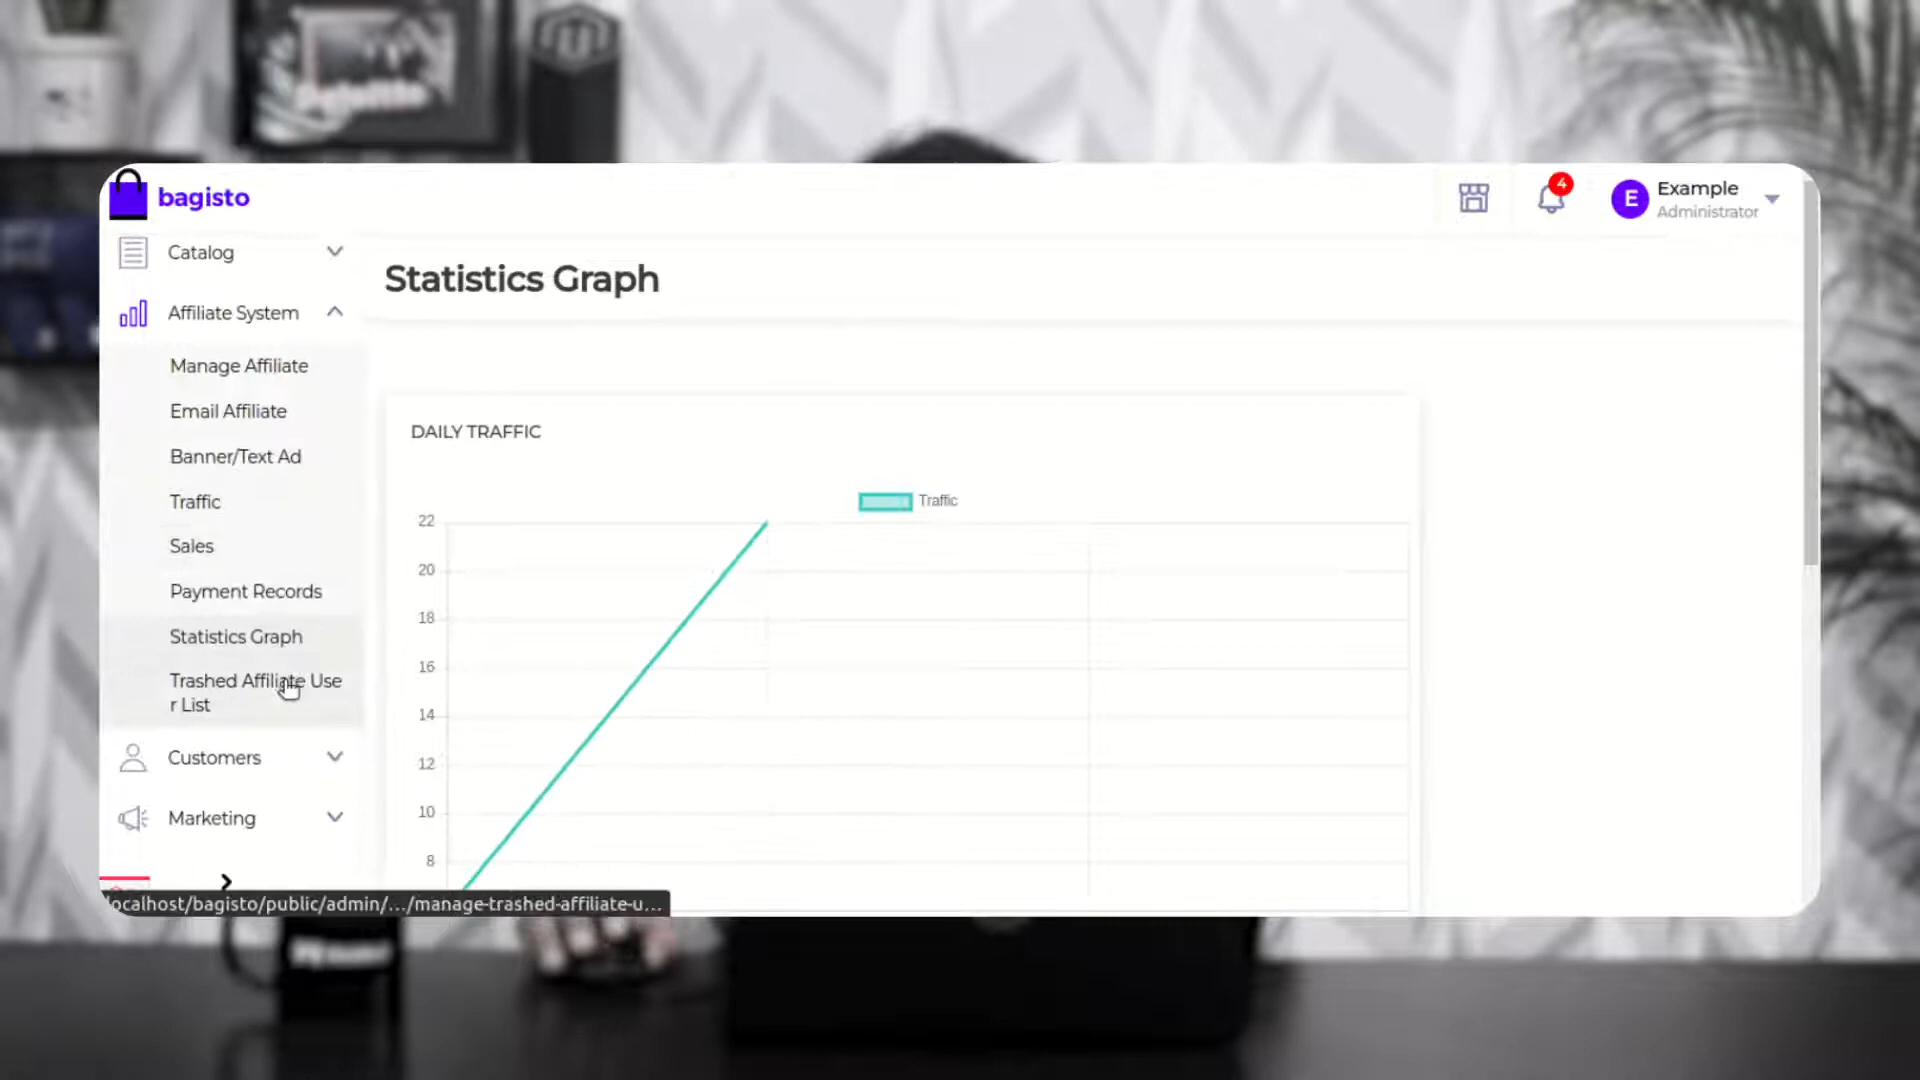 bagisto
4
E
Example
Administrator
Catalog
Affiliate System
Manage Affiliate
Email Affiliate
Banner/Text Ad
Traffic
Sales
Payment Records
Statistics Graph
Trashed Affiliate Use
r List
Customers
Marketing
localhost/bagisto/public/admin/.../manage-trashed-affiliate-u...
Statistics Graph
DAILY TRAFFIC
Traffic
22
20
18
16
14
12
10
8